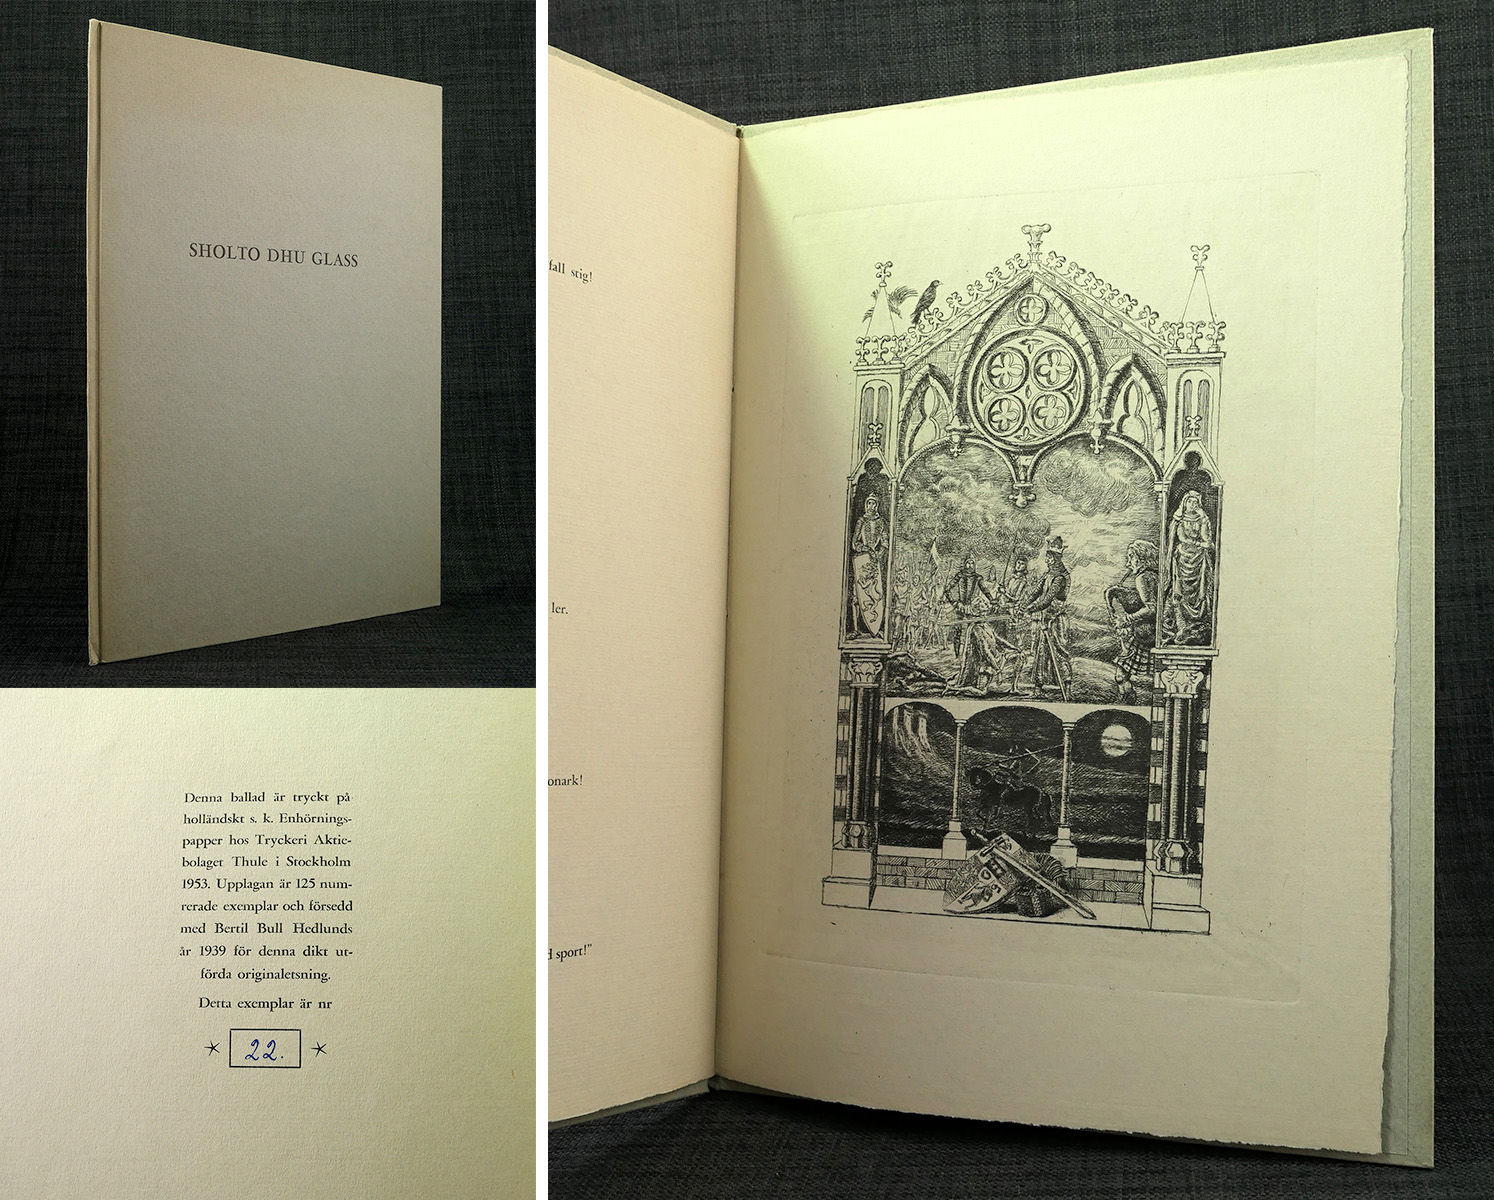 SHOLTO DHU GLASS
Denna ballad är tryckt på
holländskt s. k. Enhörnings-
papper hos Tryckeri Aktie-
bolaget Thule i Stockholm
1953. Upplagan är 125 num-
rerade exemplar och försedd
med Bertil Bull Hedlunds
år 1939 för denna dikt ut-
förda originaletsning.
Detta exemplar är nr
22.
fall stig!
ler.
onark!
d sport!”